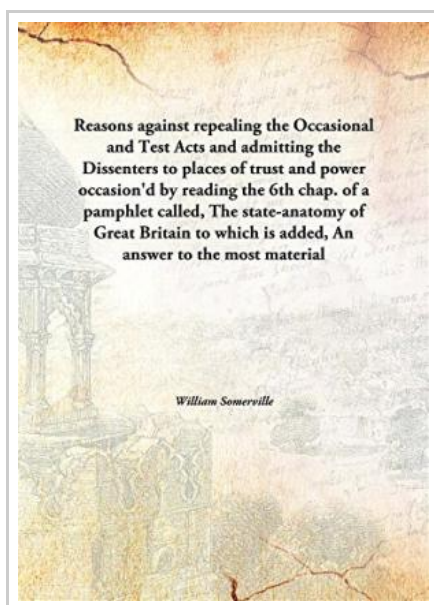 Reasons against repealing the Occasional
and Test Acts and admitting the
Dissenters to places of trust and power
occasion'd by reading the 6th chap. of a
pamphlet called, The state-anatomy of
Great Britain to which is added, An
answer to the most material
William Somerville